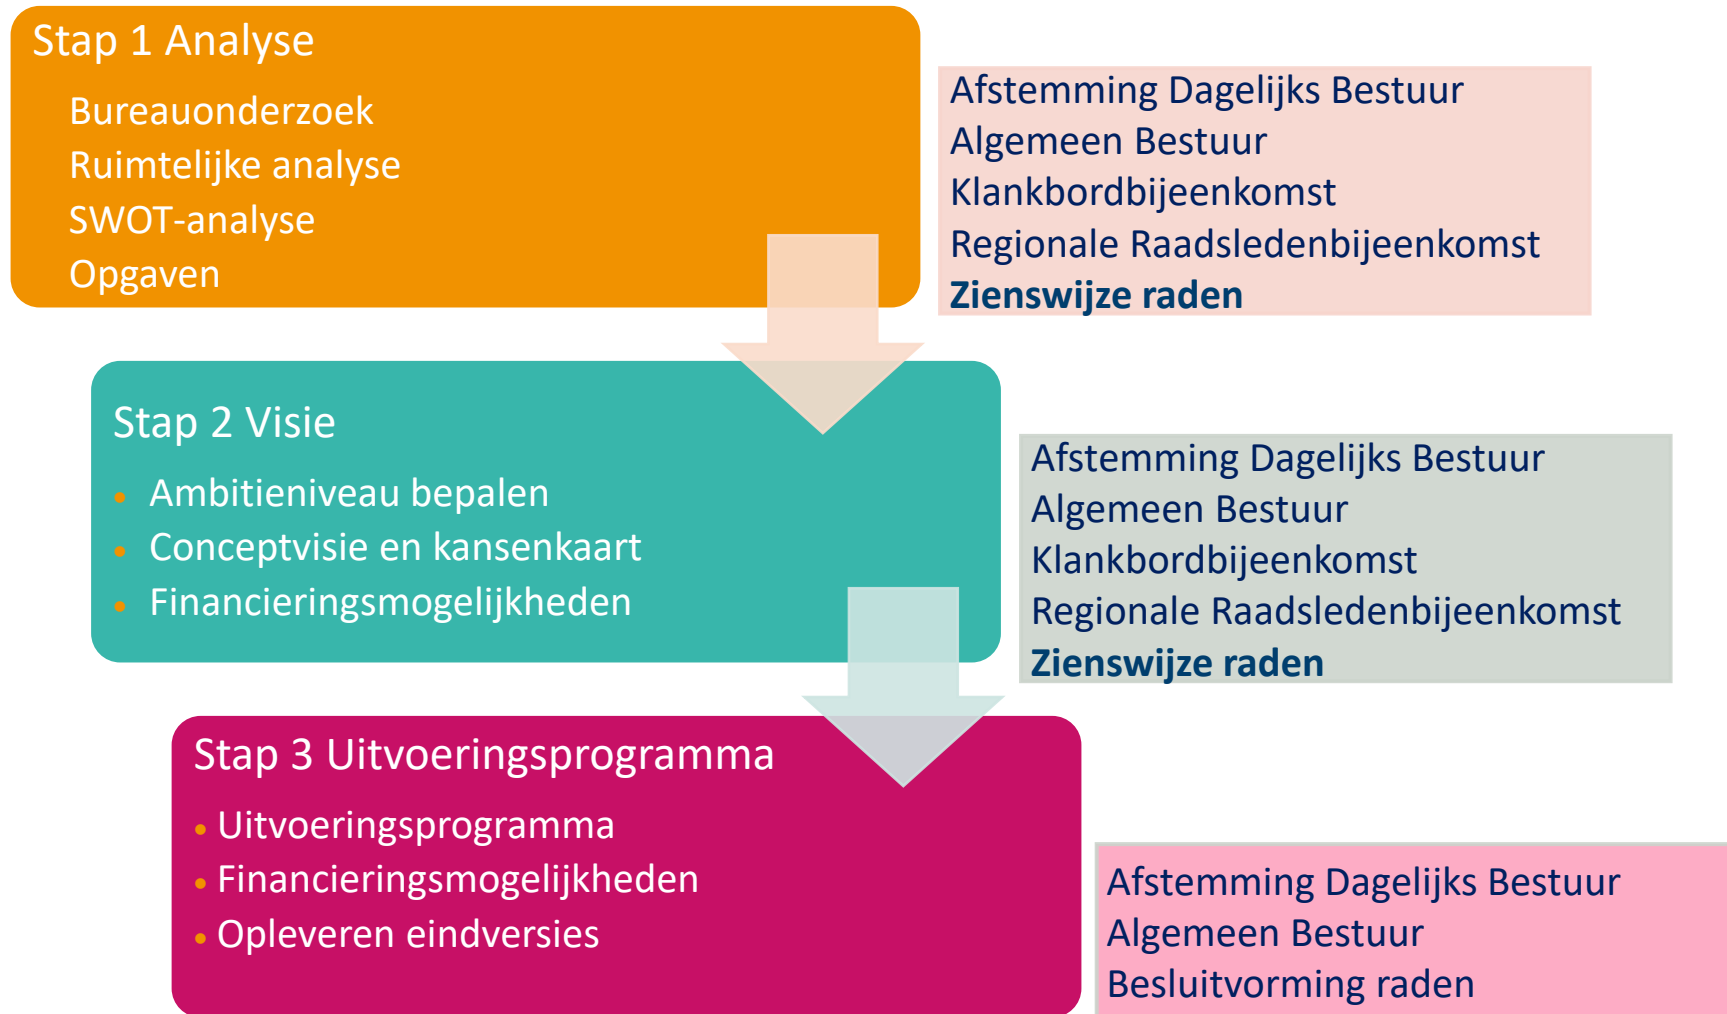 Stap 1 Analyse
Bureauonderzoek
Ruimtelijke analyse
SWOT-analyse
Opgaven
Afstemming Dagelijks Bestuur
Algemeen Bestuur
Klankbordbijeenkomst
Regionale Raadsledenbijeenkomst
Zienswijze raden
Stap 2 Visie
• Ambitieniveau bepalen
• Conceptvisie en kansenkaart
• Financieringsmogelijkheden
Afstemming Dagelijks Bestuur
Algemeen Bestuur
Klankbordbijeenkomst
Regionale Raadsledenbijeenkomst
Zienswijze raden
Stap 3 Uitvoeringsprogramma
• Uitvoeringsprogramma
• Financieringsmogelijkheden
• Opleveren eindversies
Afstemming Dagelijks Bestuur
Algemeen Bestuur
Besluitvorming raden